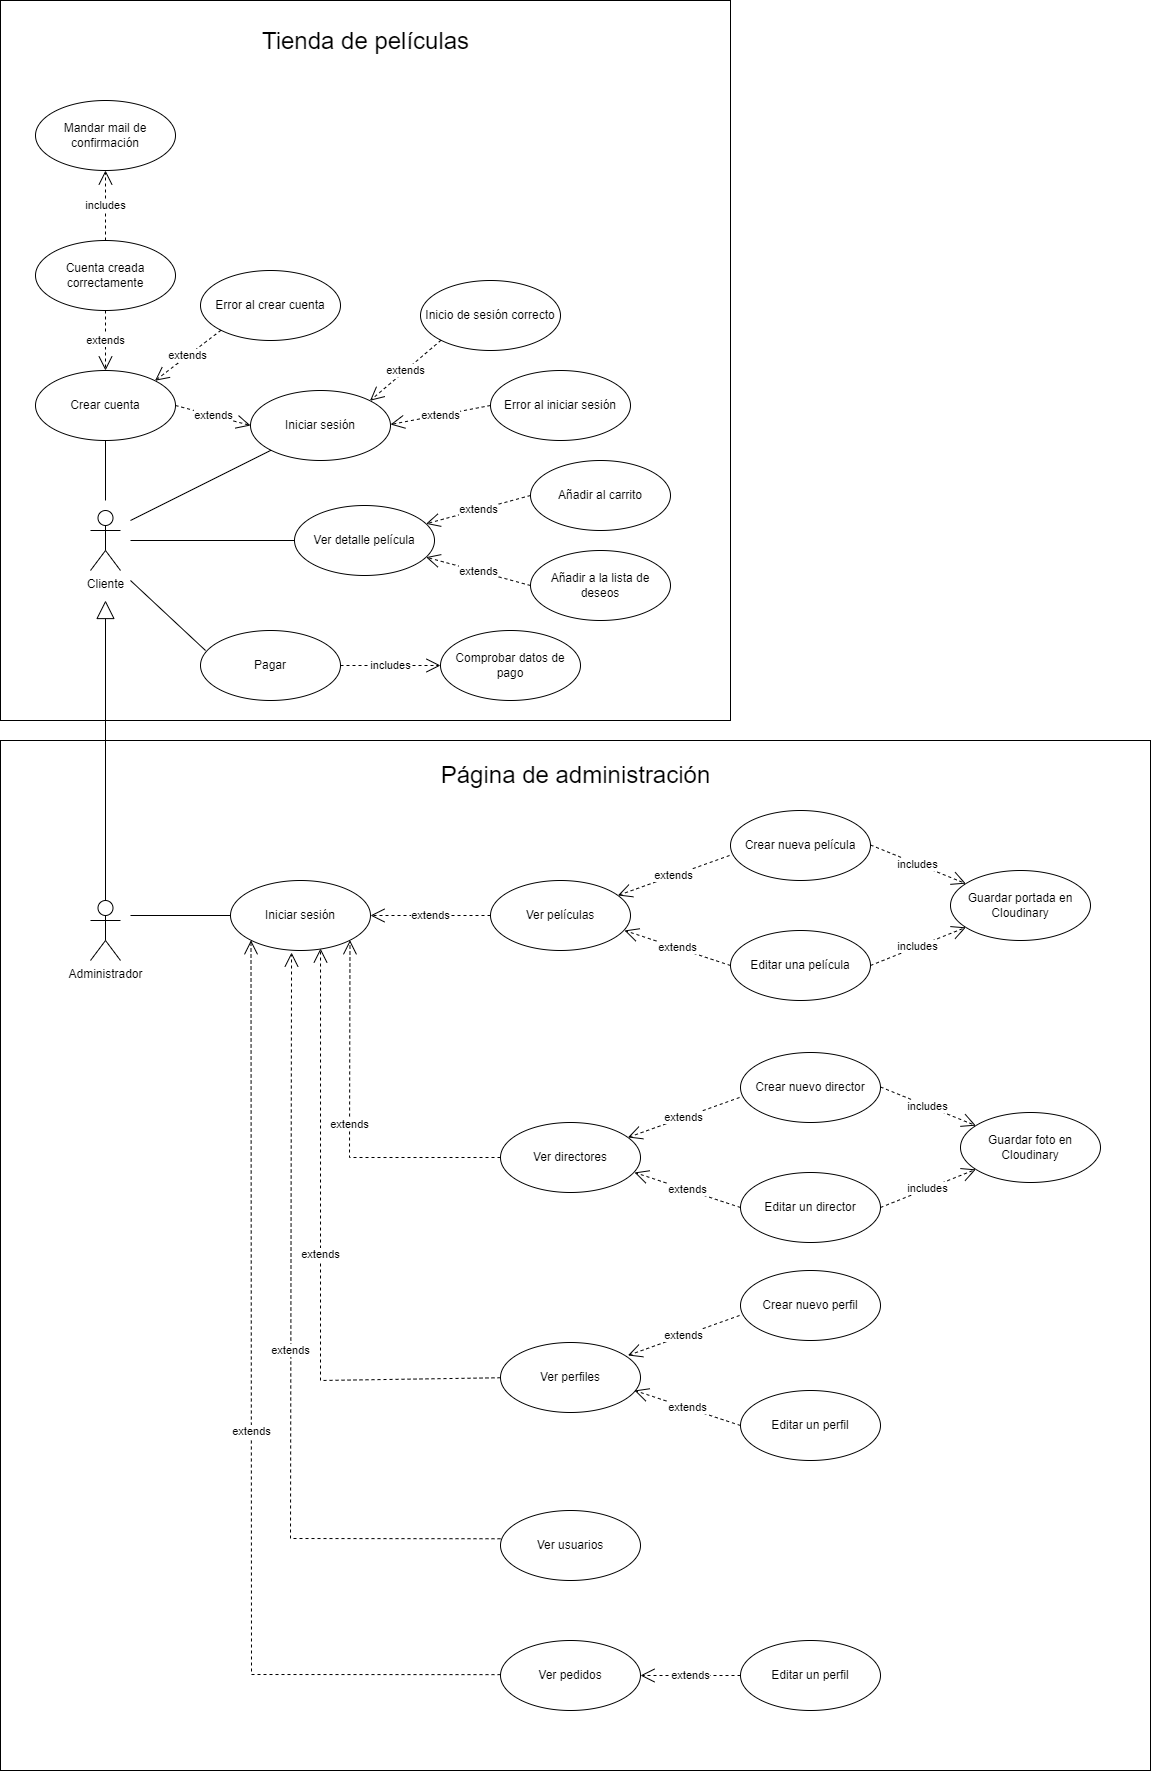 Tienda de películas
Mandar mail de
confirmación
includes
Cuenta creada
correctamente
extends
Error al crear cuenta
extends
Inicio de sesión correcto
extends
Crear cuenta
extends
Iniciar sesión
extends
Error al iniciar sesión
Añadir al carrito
extends
Ver detalle película
extends
Añadir a la lista de
deseos
Cliente
Pagar
includes
Comprobar datos de
pago
Página de administración
Crear nueva película
extends
includes
Guardar portada en
Cloudinary
Iniciar sesión
extends
Ver películas
extends
includes
Editar una película
Administrador
Crear nuevo director
extends
includes
extends
Guardar foto en
Cloudinary
Ver directores
extends
includes
Editar un director
extends
Crear nuevo perfil
extends
extends
Ver perfiles
extends
Editar un perfil
extends
Ver usuarios
Ver pedidos
extends
Editar un perfil